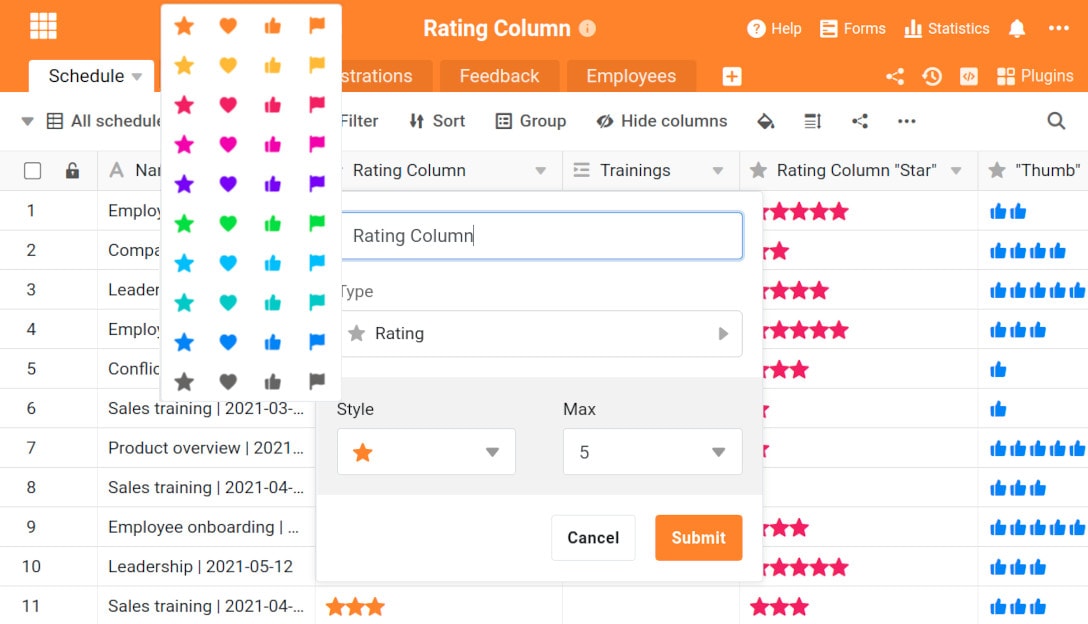 Rating Column
Help
Forms
Statistics
Schedule
strations
Feedback
Employees
Plugins
All schedule
Filter
Sort
Group
Hide columns
Nar
Rating Column
Trainings
Rating Column "Star"
"Thumb"
1
Employ
Rating Column
2
Compa
3
Leader
Type
4
Employ
Rating
5
Conflic
6
Sales training | 2021-03-...
Style
Max
7
Product overview | 2021...
5
8
Sales training | 2021-04-...
9
Employee onboarding | ...
Cancel
Submit
10
Leadership | 2021-05-12
11
Sales training | 2021-04-...